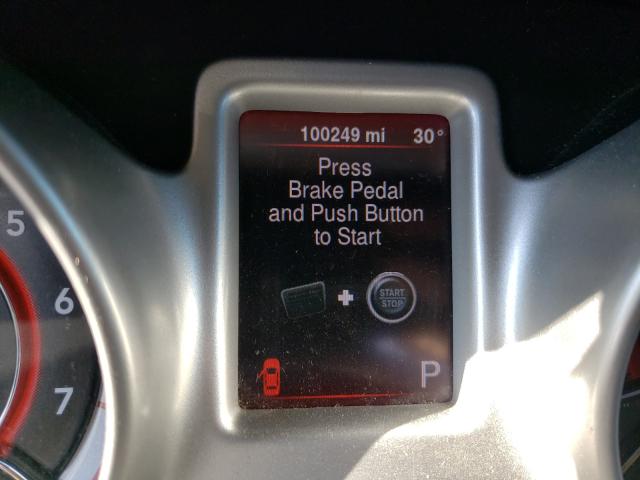 100249 mi 30°
Press
Brake Pedal
and Push Button
to Start
START
STOP
P
5
6
7